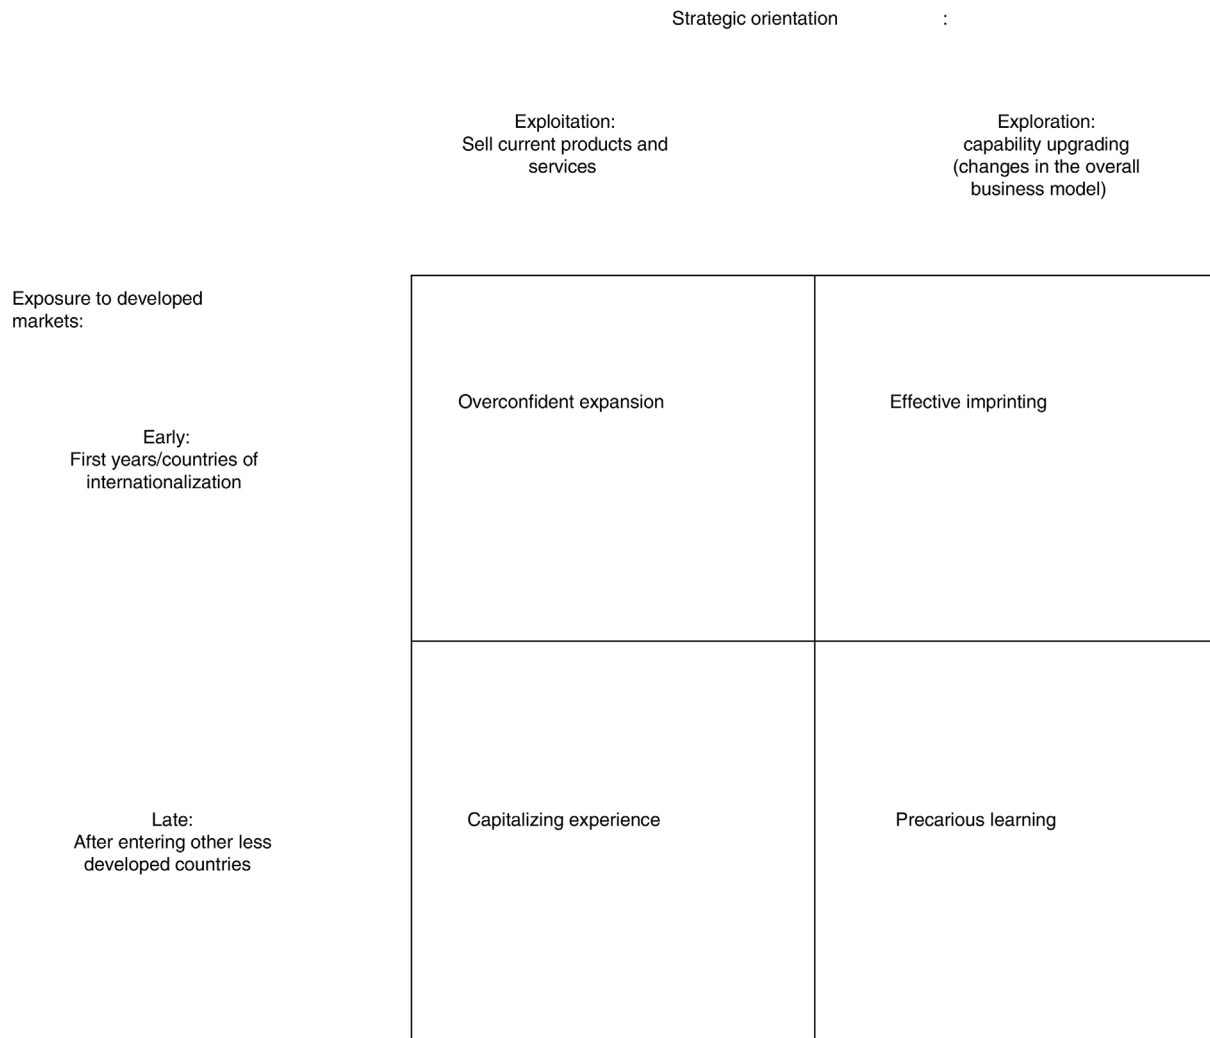 Strategic orientation :
Exploitation:
Sell current products and
services
Exploration:
capability upgrading
(changes in the overall
business model)
Exposure to developed
markets:
Early:
First years/countries of
internationalization
Overconfident expansion
Effective imprinting
Late:
After entering other less
developed countries
Capitalizing experience
Precarious learning